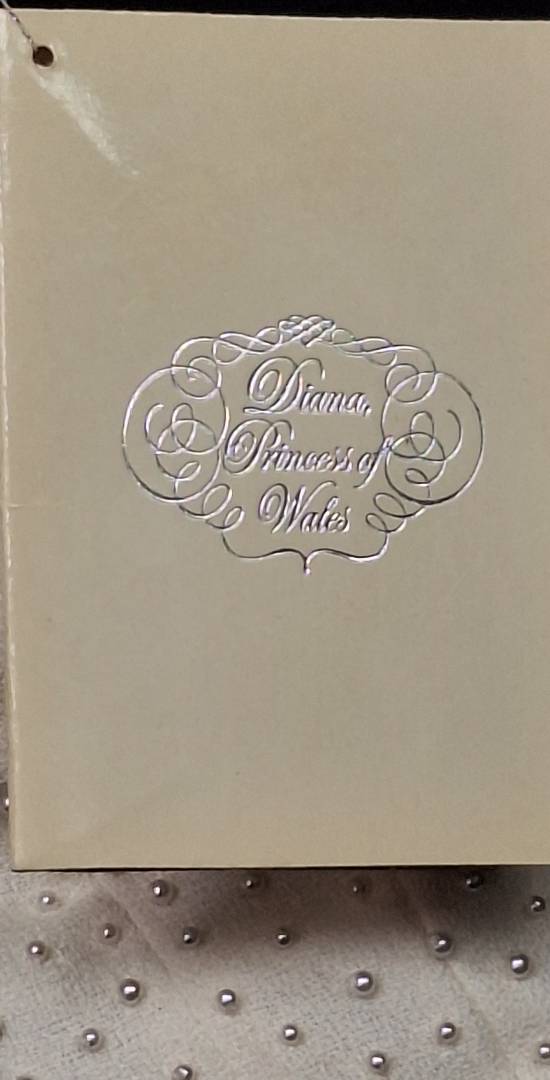 Diana,
Princess of
Wales